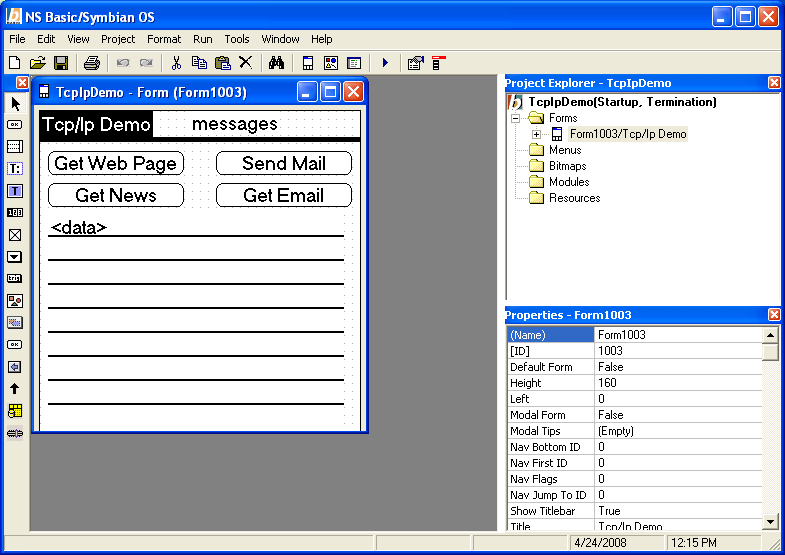 NS Basic/Symbian OS
File Edit View Project Format Run Tools Window Help
TcpIpDemo - Form (Form1003)
Tcp/Ip Demo messages
Get Web Page Send Mail
Get News Get Email
<data>
Project Explorer - TcpIpDemo
TcpIpDemo(Startup, Termination)
Forms
Form1003/Tcp/Ip Demo
Menus
Bitmaps
Modules
Resources
Properties - Form1003
(Name) Form1003
[ID] 1003
Default Form False
Height 160
Left 0
Modal Form False
Modal Tips (Empty)
Nav Bottom ID 0
Nav First ID 0
Nav Flags 0
Nav Jump To ID 0
Show Titlebar True
Title Tcp/Ip Demo
4/24/2008 12:15 PM